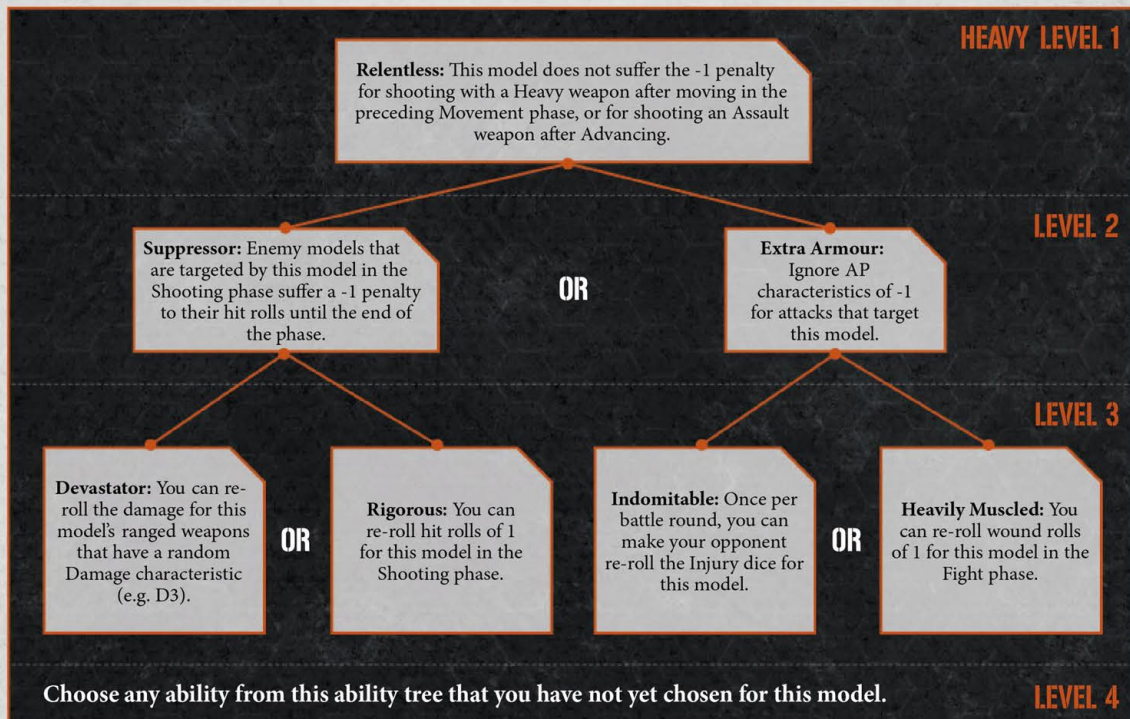 HEAVY LEVEL 1
Relentless: This model does not suffer the -1 penalty
for shooting with a Heavy weapon after moving in the
preceding Movement phase, or for shooting an Assault
weapon after Advancing.
LEVEL 2
Suppressor: Enemy models that
are targeted by this model in the
Shooting phase suffer a -1 penalty
to their hit rolls until the end of
the phase.
OR
Extra Armour:
Ignore AP
characteristics of -1
for attacks that target
this model.
LEVEL 3
Devastator: You can re-
roll the damage for this
model's ranged weapons
that have a random
Damage characteristic
(e.g. D3).
OR
Rigorous: You can
re-roll hit rolls of 1
for this model in the
Shooting phase.
Indomitable: Once per
battle round, you can
make your opponent
re-roll the Injury dice for
this model.
OR
Heavily Muscled: You
can re-roll wound rolls
of 1 for this model in the
Fight phase.
Choose any ability from this ability tree that you have not yet chosen for this model.
LEVEL 4